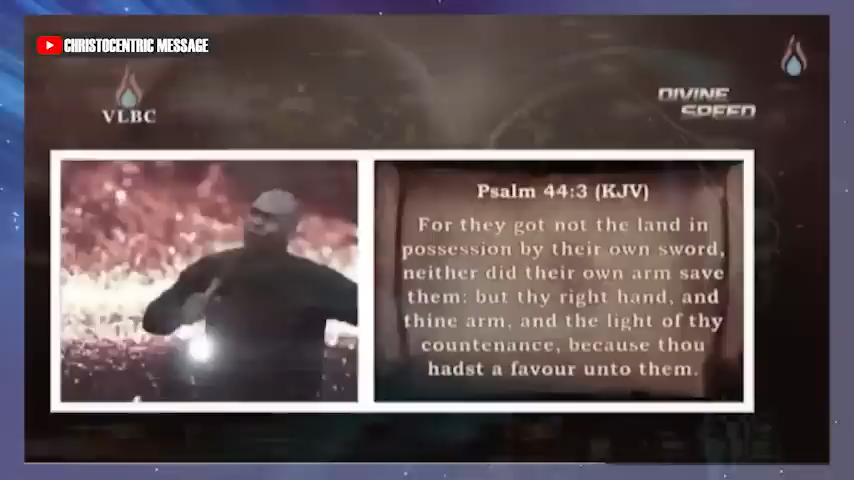 CHRISTOCENTRIC MESSAGE
VLBC
DIVINE
SPEED
Psalm 44:3 (KJV)
For they got not the land in
possession by their own sword,
neither did their own arm save
them: but thy right hand, and
thine arm, and the light of thy
countenance, because thou
hadst a favour unto them.